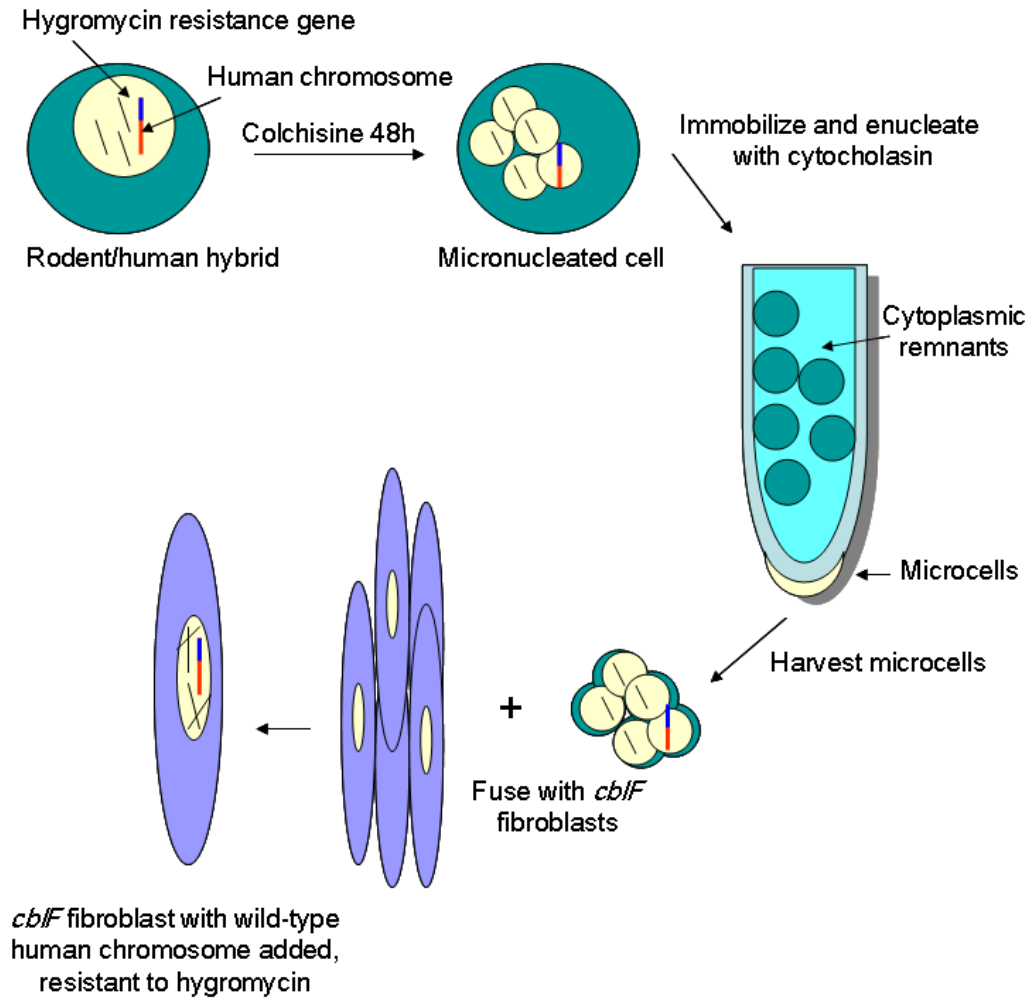 Hygromycin resistance gene
Human chromosome
Colchisine 48h
Immobilize and enucleate
with cytocholasin
Rodent/human hybrid
Micronucleated cell
Cytoplasmic
remnants
Microcells
Harvest microcells
+
Fuse with cblF
fibroblasts
cblF fibroblast with wild-type
human chromosome added,
resistant to hygromycin